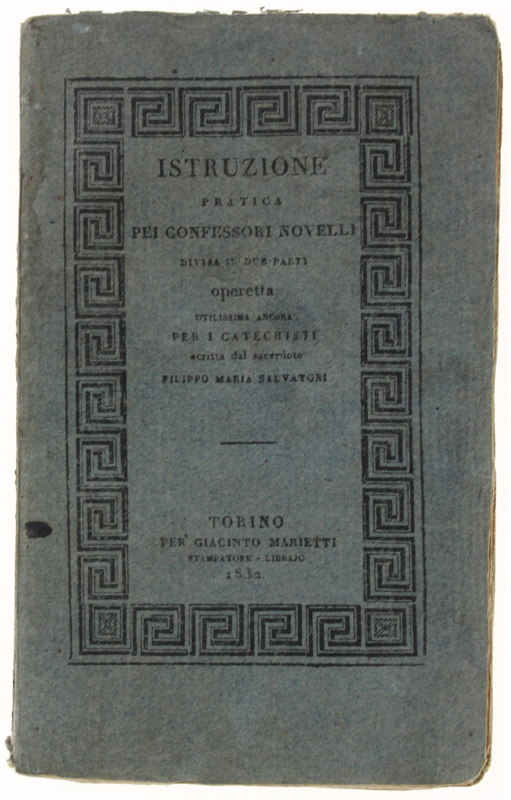 ISTRUZIONE
PRATICA
PEI CONFESSORI NOVELLI
DIVISA IN DUE PARTI
operetta
UTILISSIMA ANCORA
PER I CATECHISTI
scritta dal sacerdote
FILIPPO MARIA SALVATORI
TORINO
PER GIACINTO MARIETTI
STAMPATORE - LIBRAJO
1832.